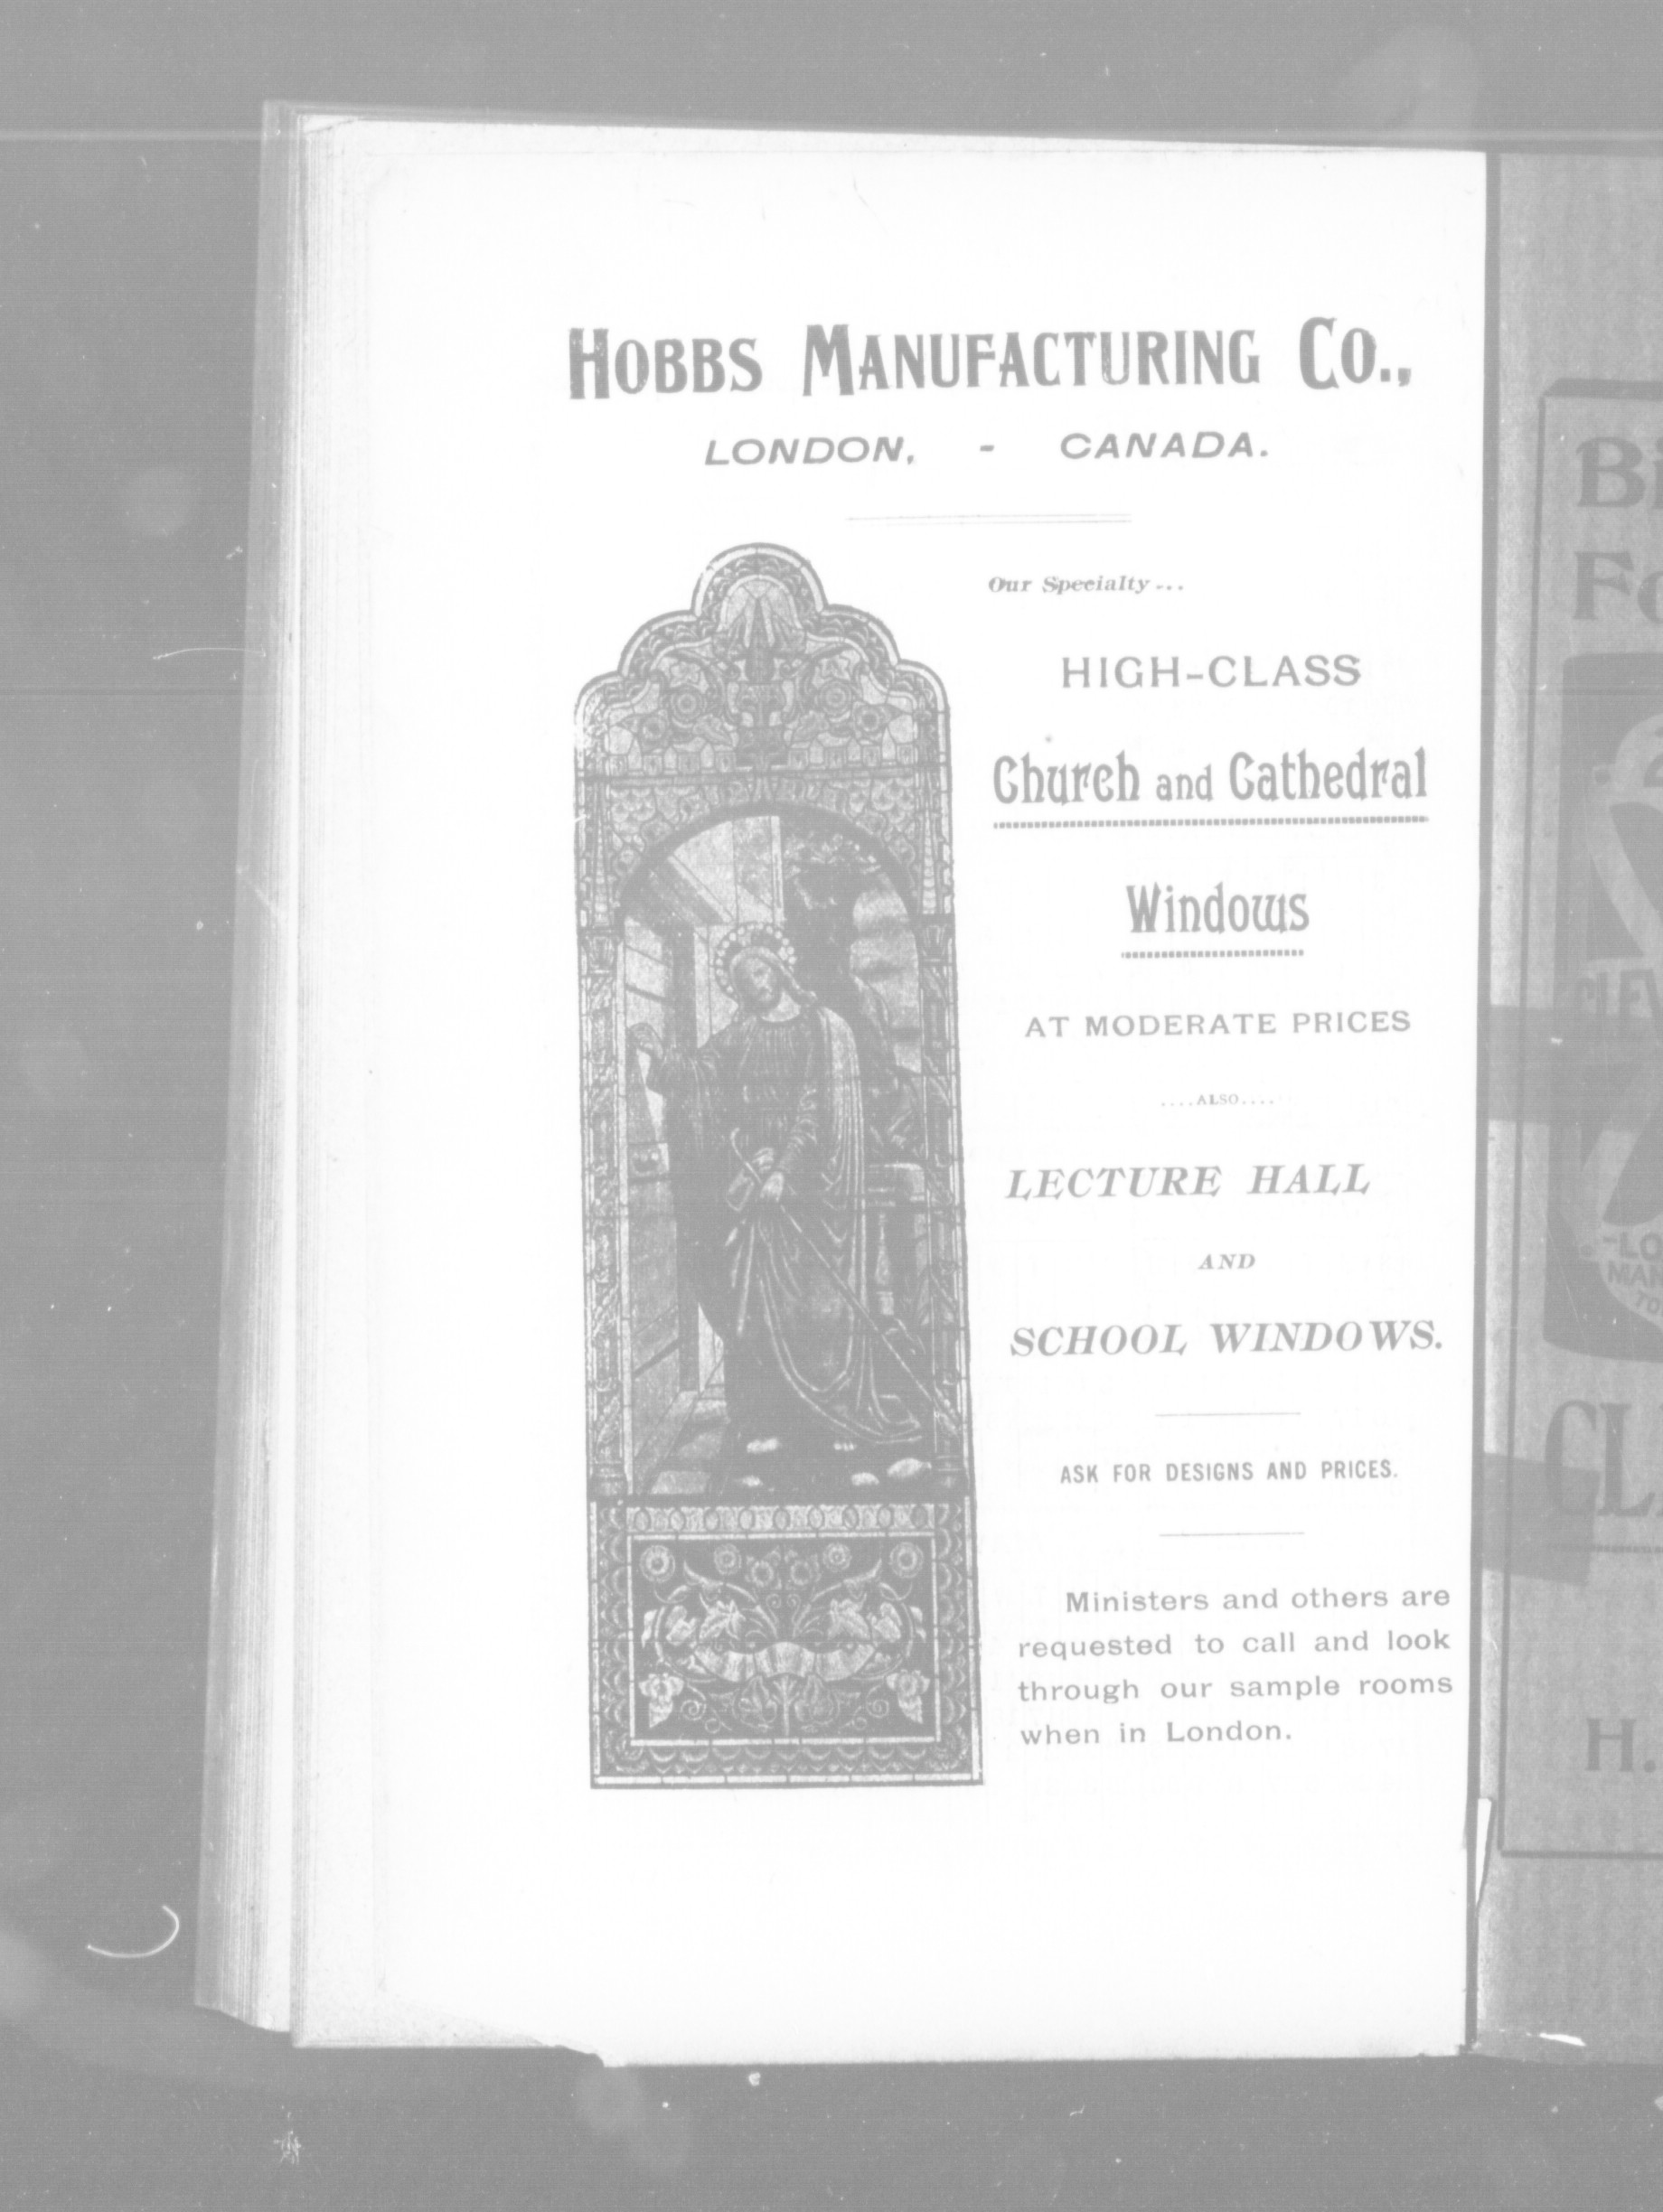 HOBBS MANUFACTURING CO.,
LONDON, - CANADA.
Our Specialty...
HIGH-CLASS
Church and Cathedral
Windows
AT MODERATE PRICES
....ALSO....
LECTURE HALL
AND
SCHOOL WINDOWS.
ASK FOR DESIGNS AND PRICES.
Ministers and others are
requested to call and look
through our sample rooms
when in London.
H.